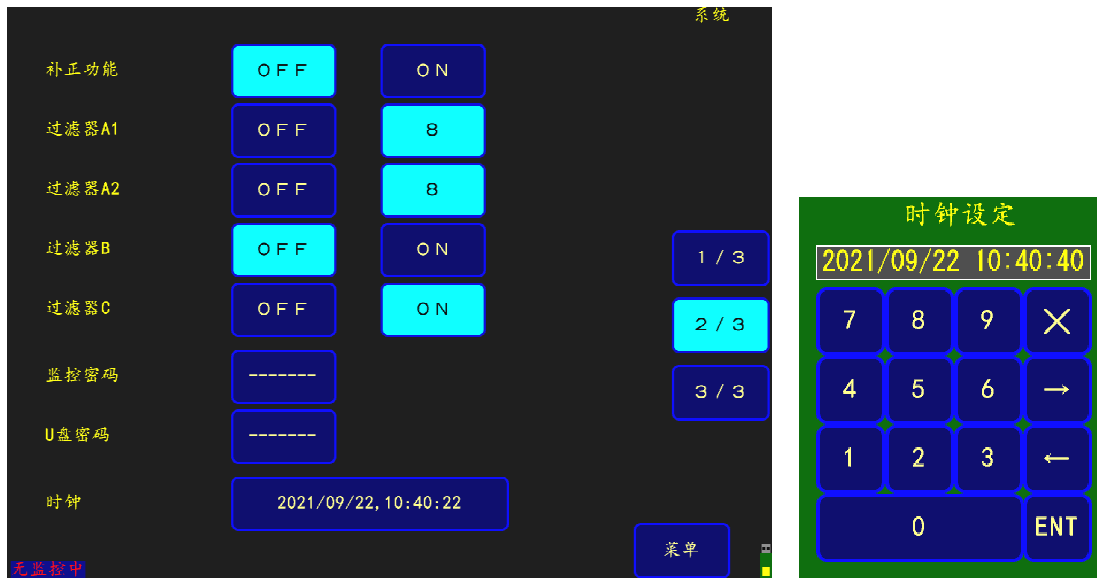 系统
补正功能 OFF ON
过滤器A1 OFF 8
过滤器A2 OFF 8
过滤器B OFF ON
过滤器C OFF ON
监控密码 -------
U盘密码 -------
时钟 2021/09/22,10:40:22
1/3
2/3
3/3
菜单
无监控中
时钟设定
2021/09/22 10:40:40
7 8 9 X
4 5 6 →
1 2 3 ←
0 ENT